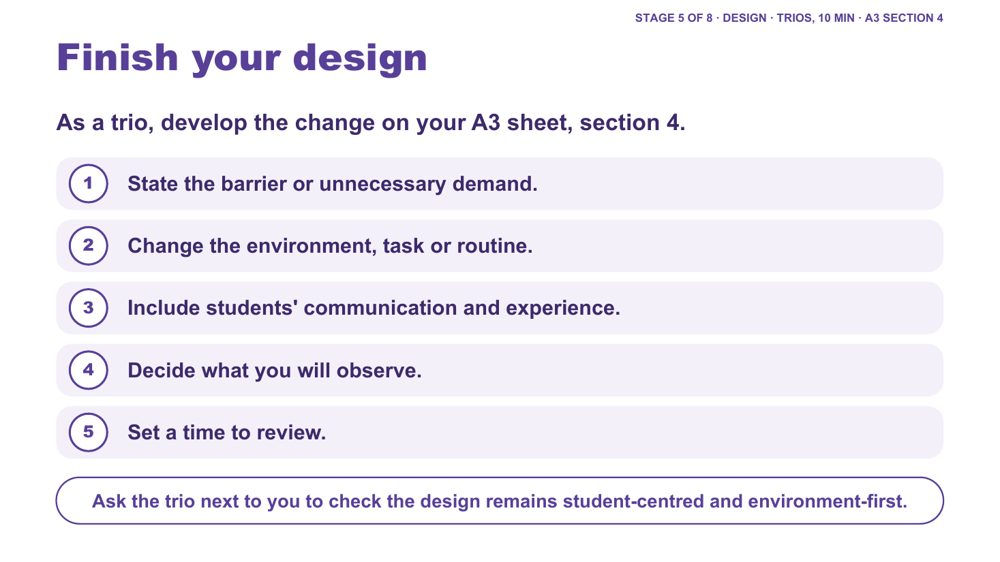 STAGE 5 OF 8 · DESIGN · TRIOS, 10 MIN · A3 SECTION 4
Finish your design
As a trio, develop the change on your A3 sheet, section 4.
1 State the barrier or unnecessary demand.
2 Change the environment, task or routine.
3 Include students' communication and experience.
4 Decide what you will observe.
5 Set a time to review.
Ask the trio next to you to check the design remains student-centred and environment-first.